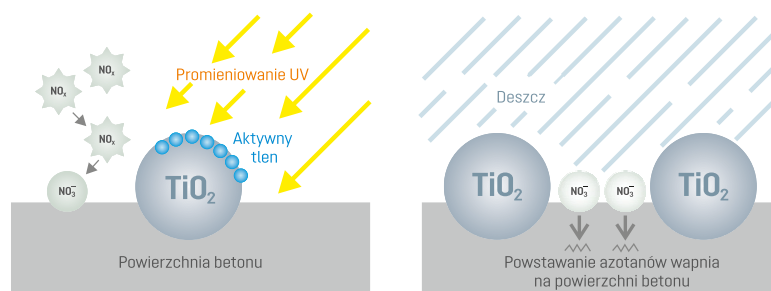 NOₓ
NOₓ
NOₓ
NO₃⁻
Promieniowanie UV
Aktywny
tlen
TiO₂
Powierzchnia betonu
Deszcz
TiO₂
NO₃⁻
NO₃⁻
TiO₂
Powstawanie azotanów wapnia
na powierzchni betonu